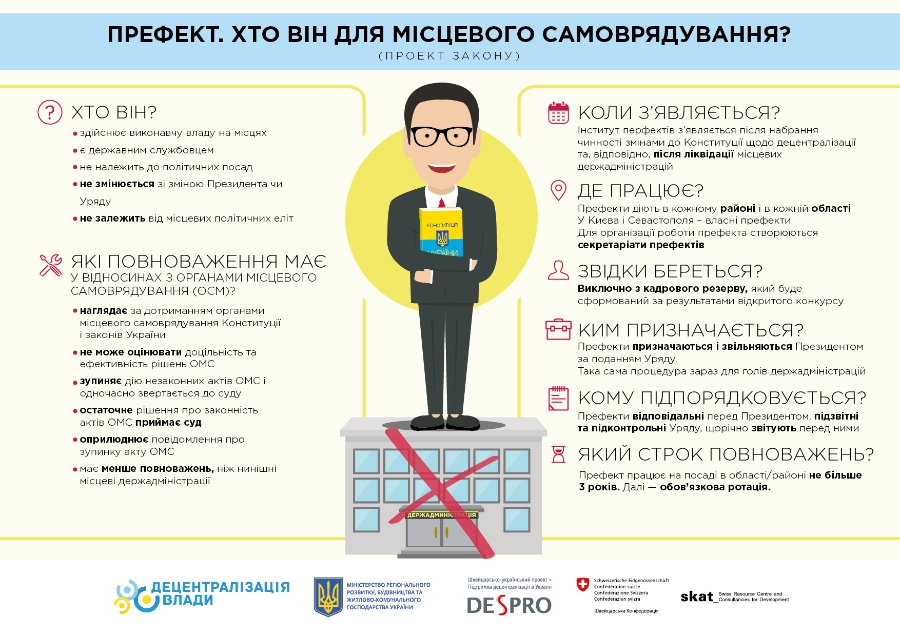 ПРЕФЕКТ. ХТО ВІН ДЛЯ МІСЦЕВОГО САМОВРЯДУВАННЯ?
(ПРОЕКТ ЗАКОНУ)
ХТО ВІН?
здійснює виконавчу владу на місцях
є державним службовцем
не належить до політичних посад
не змінюється зі зміною Президента чи
Уряду
не залежить від місцевих політичних еліт
ЯКІ ПОВНОВАЖЕННЯ МАЄ
У ВІДНОСИНАХ З ОРГАНАМИ МІСЦЕВОГО
САМОВРЯДУВАННЯ (ОСМ)?
наглядає за дотриманням органами
місцевого самоврядування Конституції
і законів України
не може оцінювати доцільність та
ефективність рішень ОМС
зупиняє дію незаконних актів ОМС і
одночасно звертається до суду
остаточне рішення про законність
актів ОМС приймає суд
оприлюднює повідомлення про
зупинку акту ОМС
має менше повноважень, ніж нинішні
місцеві держадміністрації
КОНСТИТУЦІЯ
УКРАЇНИ
ДЕРЖАДМІНІСТРАЦІЯ
КОЛИ З'ЯВЛЯЄТЬСЯ?
Інститут перфектів з'являється після набрання
чинності змінами до Конституції щодо децентралізації
та, відповідно, після ліквідації місцевих
держадміністрацій
ДЕ ПРАЦЮЄ?
Префекти діють в кожному районі і в кожній області
У Києва і Севастополя – власні префекти
Для організації роботи префекта створюються
секретаріати префектів
ЗВІДКИ БЕРЕТЬСЯ?
Виключно з кадрового резерву, який буде
сформований за результатами відкритого конкурсу
КИМ ПРИЗНАЧАЄТЬСЯ?
Префекти призначаються і звільняються Президентом
за поданням Уряду.
Така сама процедура зараз для голів держадміністрацій
КОМУ ПІДПОРЯДКОВУЄТЬСЯ?
Префекти відповідальні перед Президентом, підзвітні
та підконтрольні Уряду, щорічно звітують перед ними
ЯКИЙ СТРОК ПОВНОВАЖЕНЬ?
Префект працює на посаді в області/районі не більше
3 років. Далі — обов'язкова ротація.
ДЕЦЕНТРАЛІЗАЦІЯ
ВЛАДИ
МІНІСТЕРСТВО РЕГІОНАЛЬНОГО
РОЗВИТКУ, БУДІВНИЦТВА ТА
ЖИТЛОВО-КОМУНАЛЬНОГО
ГОСПОДАРСТВА УКРАЇНИ
Швейцарсько-український проект
Підтримка децентралізації в Україні
DESPRO
Schweizerische Eidgenossenschaft
Confédération suisse
Confederazione Svizzera
Confederaziun svizra
Швейцарська Конфедерація
skat_ Swiss Resource Centre and
Consultancies for Development